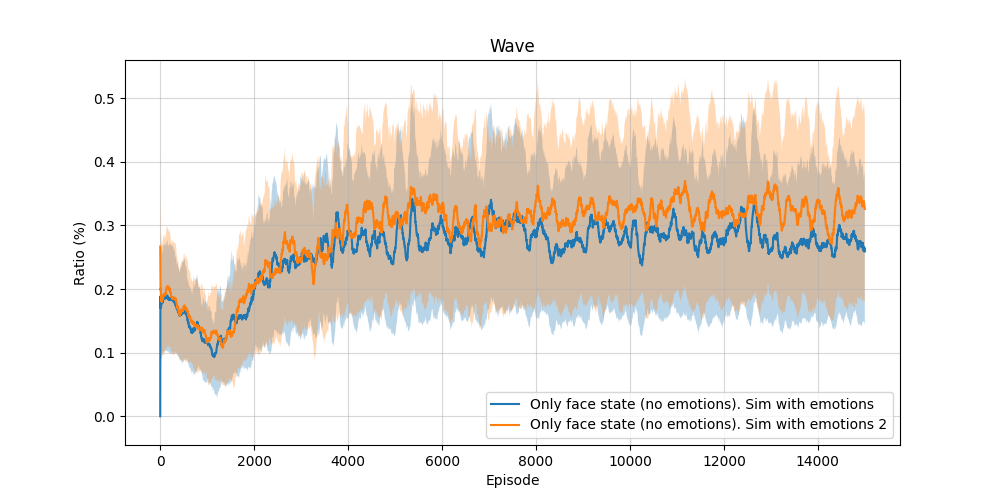 Wave
Ratio (%)
0.5
0.4
0.3
0.2
0.1
0.0
Only face state (no emotions). Sim with emotions
Only face state (no emotions). Sim with emotions 2
0 2000 4000 6000 8000 10000 12000 14000
Episode